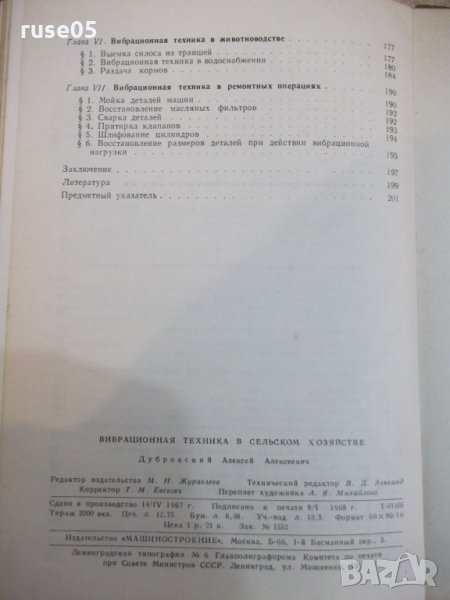 ruse05
Глава VI. Вибрационная техника в животноводстве 177
§ 1. Выемка силоса из траншей 177
§ 2. Вибрационная техника в водоснабжении 180
§ 3. Раздача кормов 184
Глава VII. Вибрационная техника в ремонтных операциях 190
§ 1. Мойка деталей машин 190
§ 2. Восстановление масляных фильтров 192
§ 3. Сварка деталей 192
§ 4. Притирка клапанов 193
§ 5. Шлифование цилиндров 194
§ 6. Восстановление размеров деталей при действии вибрационной
нагрузки 195
Заключение 197
Литература 199
Предметный указатель 201
ВИБРАЦИОННАЯ ТЕХНИКА В СЕЛЬСКОМ ХОЗЯЙСТВЕ
Дубровский Алексей Алексеевич
Редактор издательства М. Н. Журавлева Технический редактор В. Д. Элькинд
Корректор Т. М. Евсеева Переплет художника А. Я. Михайлова
Сдано в производство 14/IV 1967 г. Подписано к печати 8/I 1968 г. Т-01166
Тираж 2000 экз. Печ. л. 12,75. Бум. л. 6,38. Уч.-изд. л. 13,5. Формат 60×90/16
Цена 1 р. 21 к. Зак. № 1552
Издательство «МАШИНОСТРОЕНИЕ», Москва, Б-66, 1-й Басманный пер., 3.
Ленинградская типография № 6 Главполиграфпрома Комитета по печати
при Совете Министров СССР. Ленинград, ул. Моисеенко,
BAZAR